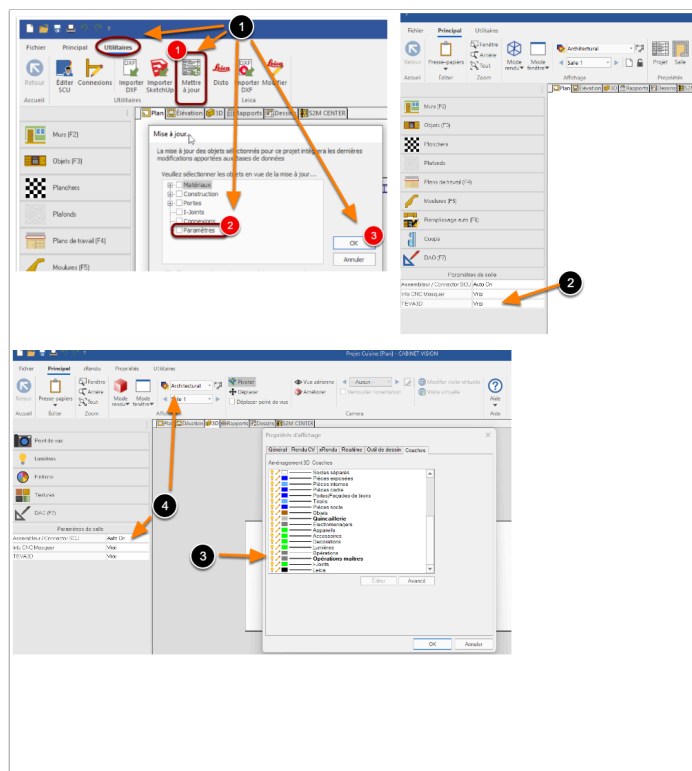 1
Fichier Principal Utilitaires
1
Retour Éditer SCU Connexions Importer DXF Importer SketchUp Mettre à jour Disto Importer DXF Modifier
Accueil Utilitaires Leica
Plan Élévation 3D Rapports Dessins S2M CENTER
Murs (F2)
Objets (F3)
Planchers
Plafonds
Plans de travail (F4)
Moulures (F5)
Mise à jour...
La mise à jour des objets sélectionnés pour ce projet intégrera les dernières
modifications apportées aux bases de données
Veuillez sélectionner les objets en vue de la mise à jour....
Matériaux
Construction
Portes
I-Joints
Connexions
Paramètres
2
3
OK
Annuler
Fichier Principal Utilitaires
Retour Presse-papiers Fenêtre Arrière Tout Mode rendu Mode fenêtre Architectural Salle 1 Projet Salle
Accueil Éditer Zoom Affichage Propriétés
Plan Élévation 3D Rapports Dessins S2M
Murs (F2)
Objets (F3)
Planchers
Plafonds
Plans de travail (F4)
Moulures (F5)
Remplissage auto (F6)
Coupe
DAO (F7)
Paramètres de salle
Assembleur / Connector SCU Auto On
Info CNC Masquer Vrai
TEVA3D Vrai
2
Projet Cuisine (Plan) - CABINET VISION
Fichier Principal xRendu Propriétés Utilitaires
Retour Presse-papiers Fenêtre Arrière Tout Mode rendu Mode fenêtre Architectural Salle 1
Pivoter
Déplacer
Déplacer point de vue
Vue aérienne
Améliorer
Aucun
Verrouiller l'orientation
Modifier visite virtuelle
Visite virtuelle
Aide
Accueil Éditer Zoom Affichage Camera Aide
Plan Élévation 3D Rapports Dessins S2M CENTER
Point de vue
Lumières
Finitions
Textures
DAO (F7)
Paramètres de salle
Assembleur / Connector SCU Auto On
Info CNC Masquer Vrai
TEVA3D Vrai
4
3
Propriétés d'affichage
Général Rendu CV xRendu Realtime Outil de dessin Couches
Aménagement 3D Couches
Socles séparés
Pièces exposées
Pièces internes
Pièces cadre
Portes/Façades de tiroirs
Tiroirs
Pièces socle
Objets
Quincaillerie
Électroménagers
Appareils
Accessoires
Décorations
Lumières
Opérations
Opérations maîtres
I-Joints
Leica
Éditer Avancé
OK Annuler